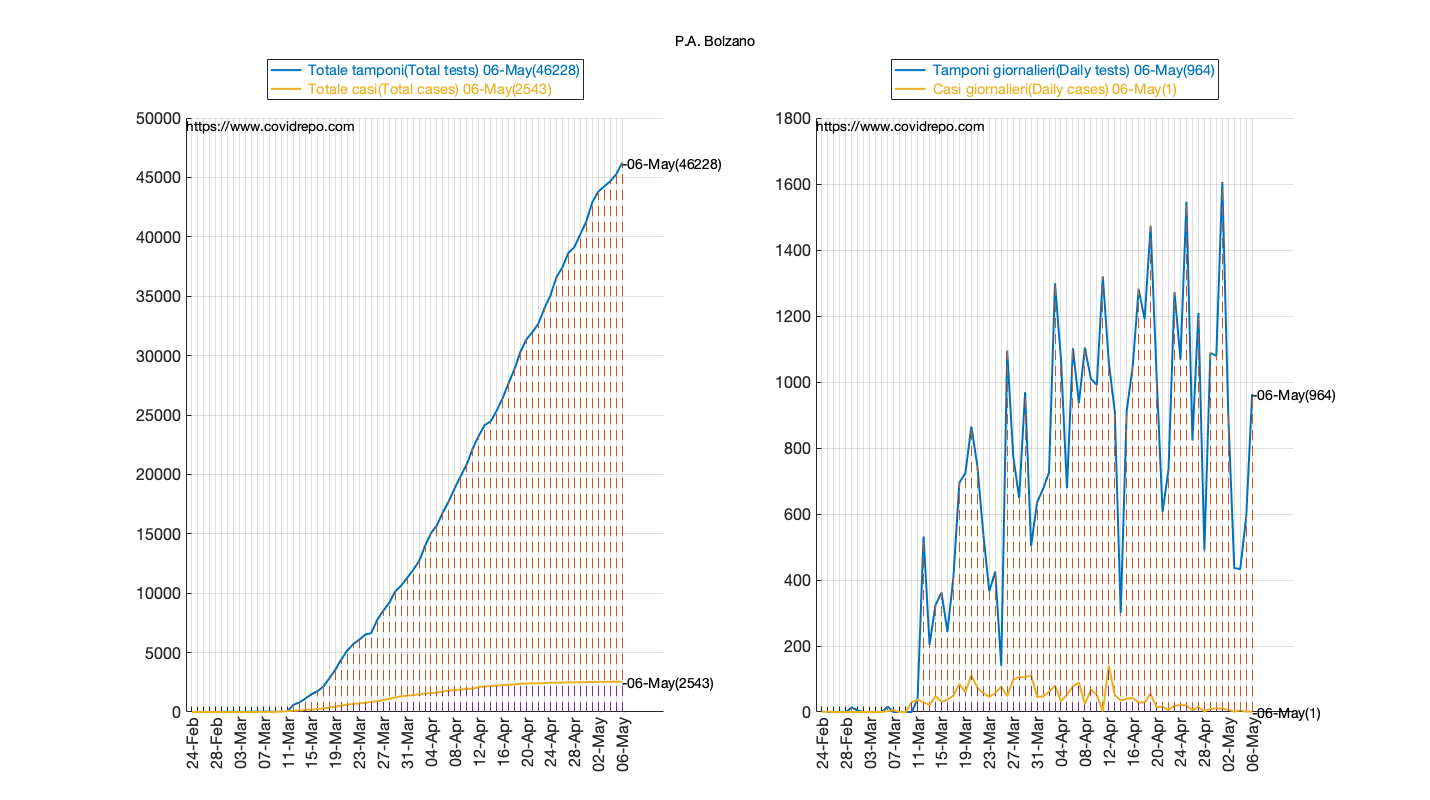 P.A. Bolzano
Totale tamponi(Total tests) 06-May(46228)
Totale casi(Total cases) 06-May(2543)
https://www.covidrepo.com
50000
45000
40000
35000
30000
25000
20000
15000
10000
5000
0
06-May(46228)
06-May(2543)
24-Feb
28-Feb
03-Mar
07-Mar
11-Mar
15-Mar
19-Mar
23-Mar
27-Mar
31-Mar
04-Apr
08-Apr
12-Apr
16-Apr
20-Apr
24-Apr
28-Apr
02-May
06-May
Tamponi giornalieri(Daily tests) 06-May(964)
Casi giornalieri(Daily cases) 06-May(1)
https://www.covidrepo.com
1800
1600
1400
1200
1000
800
600
400
200
0
06-May(964)
06-May(1)
24-Feb
28-Feb
03-Mar
07-Mar
11-Mar
15-Mar
19-Mar
23-Mar
27-Mar
31-Mar
04-Apr
08-Apr
12-Apr
16-Apr
20-Apr
24-Apr
28-Apr
02-May
06-May